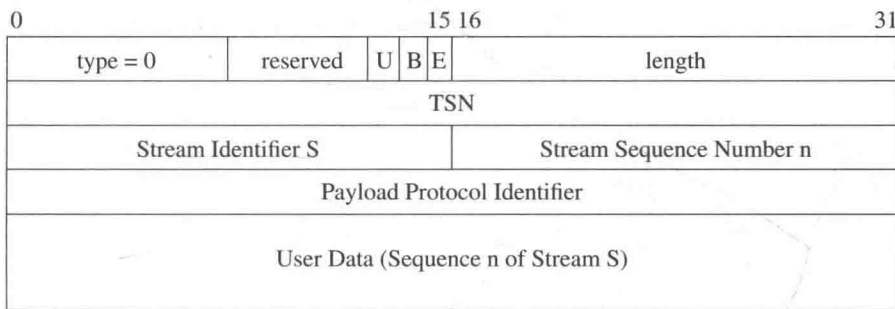 0 15 16 31
type = 0 reserved U B E length
TSN
Stream Identifier S Stream Sequence Number n
Payload Protocol Identifier
User Data (Sequence n of Stream S)